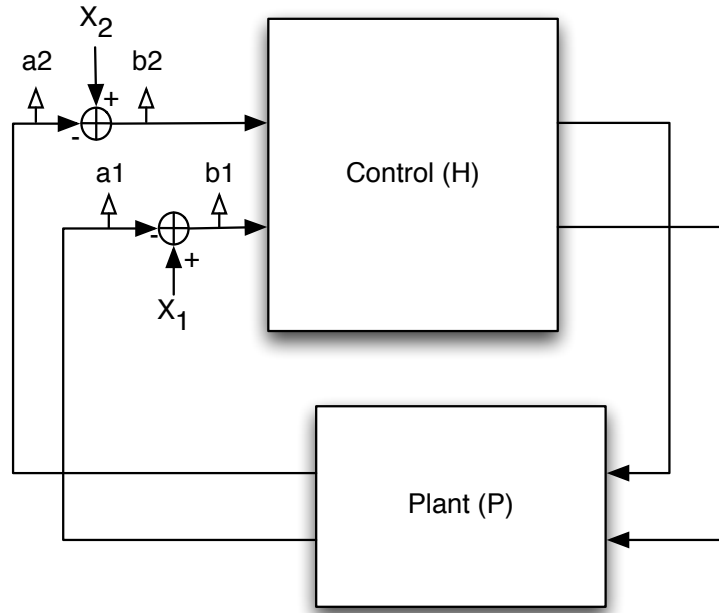 X2
a2
b2
+
-
Control (H)
a1
b1
-
+
X1
Plant (P)